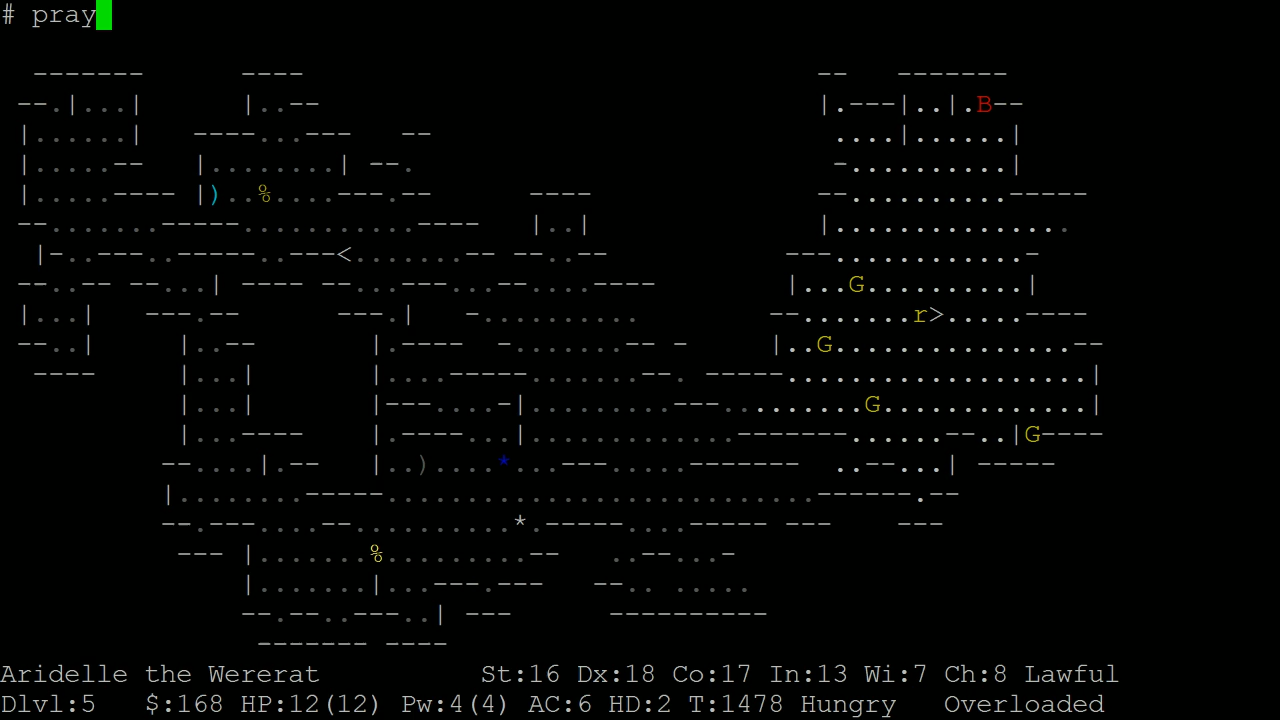 # pray
Aridelle the Wererat St:16 Dx:18 Co:17 In:13 Wi:7 Ch:8 Lawful
Dlvl:5 $:168 HP:12(12) Pw:4(4) AC:6 HD:2 T:1478 Hungry Overloaded